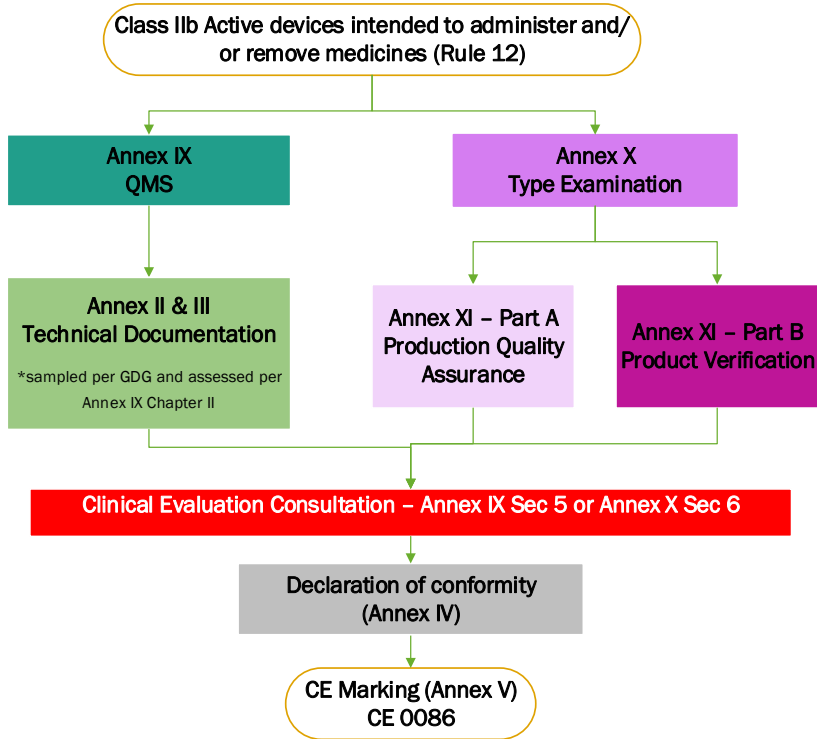 Class IIb Active devices intended to administer and/
or remove medicines (Rule 12)
Annex IX
QMS
Annex X
Type Examination
Annex II & III
Technical Documentation
*sampled per GDG and assessed per
Annex IX Chapter II
Annex XI – Part A
Production Quality
Assurance
Annex XI – Part B
Product Verification
Clinical Evaluation Consultation – Annex IX Sec 5 or Annex X Sec 6
Declaration of conformity
(Annex IV)
CE Marking (Annex V)
CE 0086